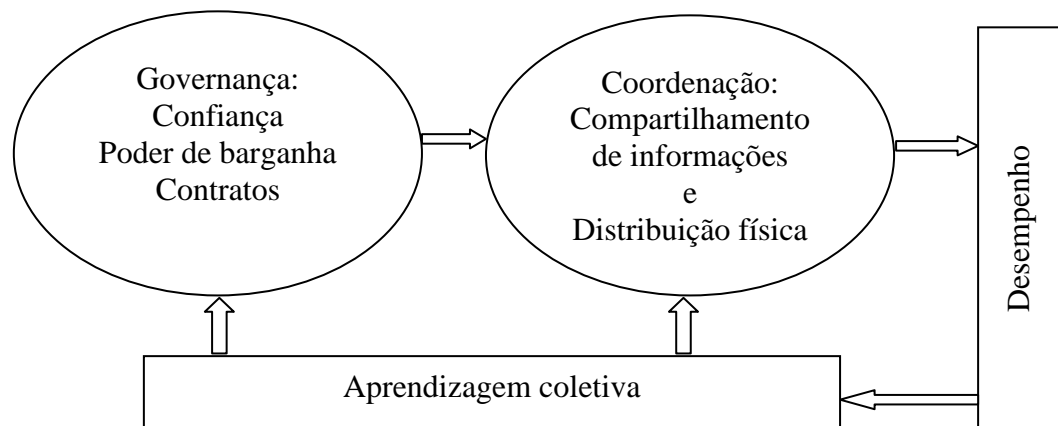 Governança:
Confiança
Poder de barganha
Contratos
Coordenação:
Compartilhamento
de informações
e
Distribuição física
Desempenho
Aprendizagem coletiva